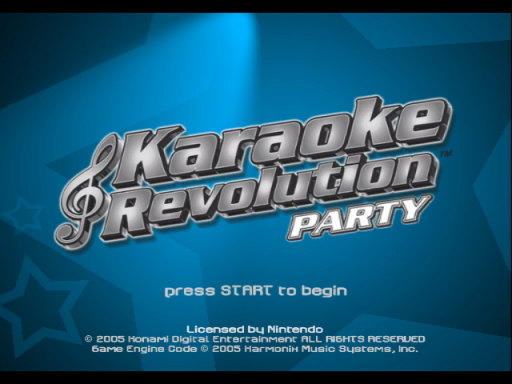 Karaoke
Revolution™
PARTY
press START to begin
Licensed by Nintendo
© 2005 Konami Digital Entertainment ALL RIGHTS RESERVED
Game Engine Code © 2005 Harmonix Music Systems, Inc.